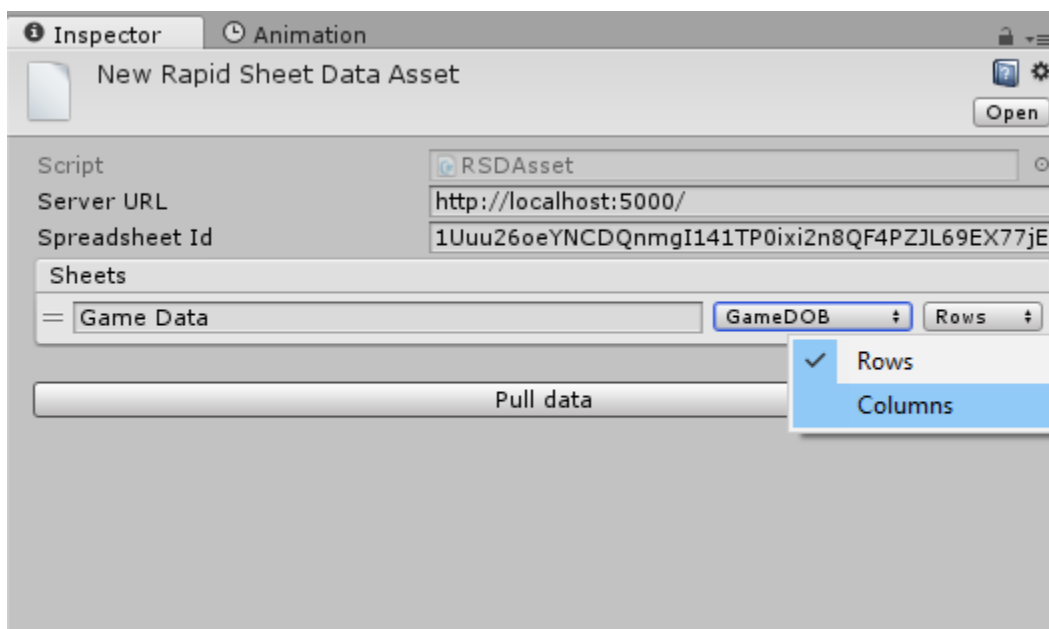 Inspector Animation
New Rapid Sheet Data Asset
Open
Script RSDAsset
Server URL http://localhost:5000/
Spreadsheet Id 1Uuu26oeYNCDQnmgI141TP0ixi2n8QF4PZJL69EX77jE
Sheets
Game Data GameDOB Rows
Rows
Columns
Pull data